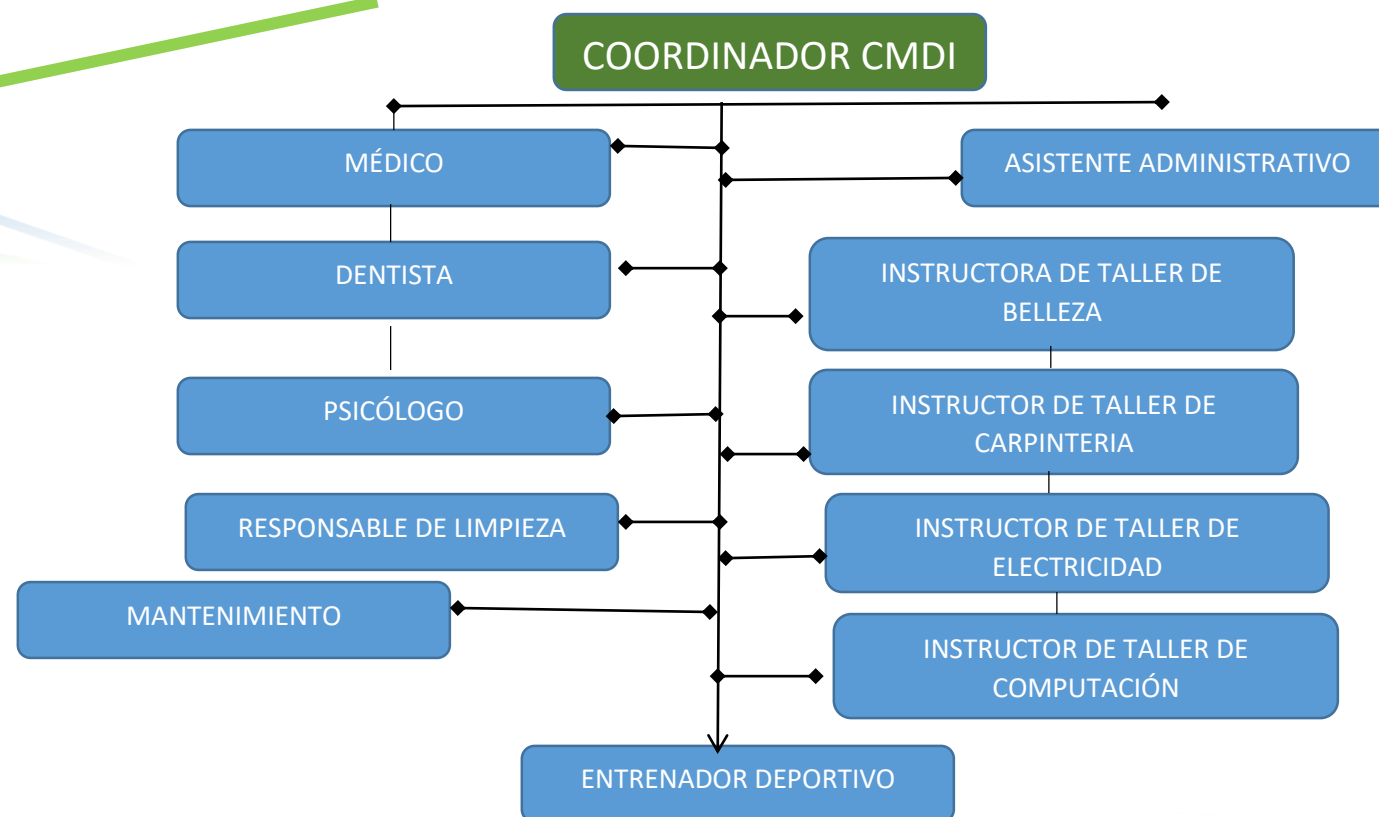 COORDINADOR CMDI
MÉDICO
ASISTENTE ADMINISTRATIVO
DENTISTA
INSTRUCTORA DE TALLER DE
BELLEZA
PSICÓLOGO
INSTRUCTOR DE TALLER DE
CARPINTERIA
RESPONSABLE DE LIMPIEZA
INSTRUCTOR DE TALLER DE
ELECTRICIDAD
MANTENIMIENTO
INSTRUCTOR DE TALLER DE
COMPUTACIÓN
ENTRENADOR DEPORTIVO